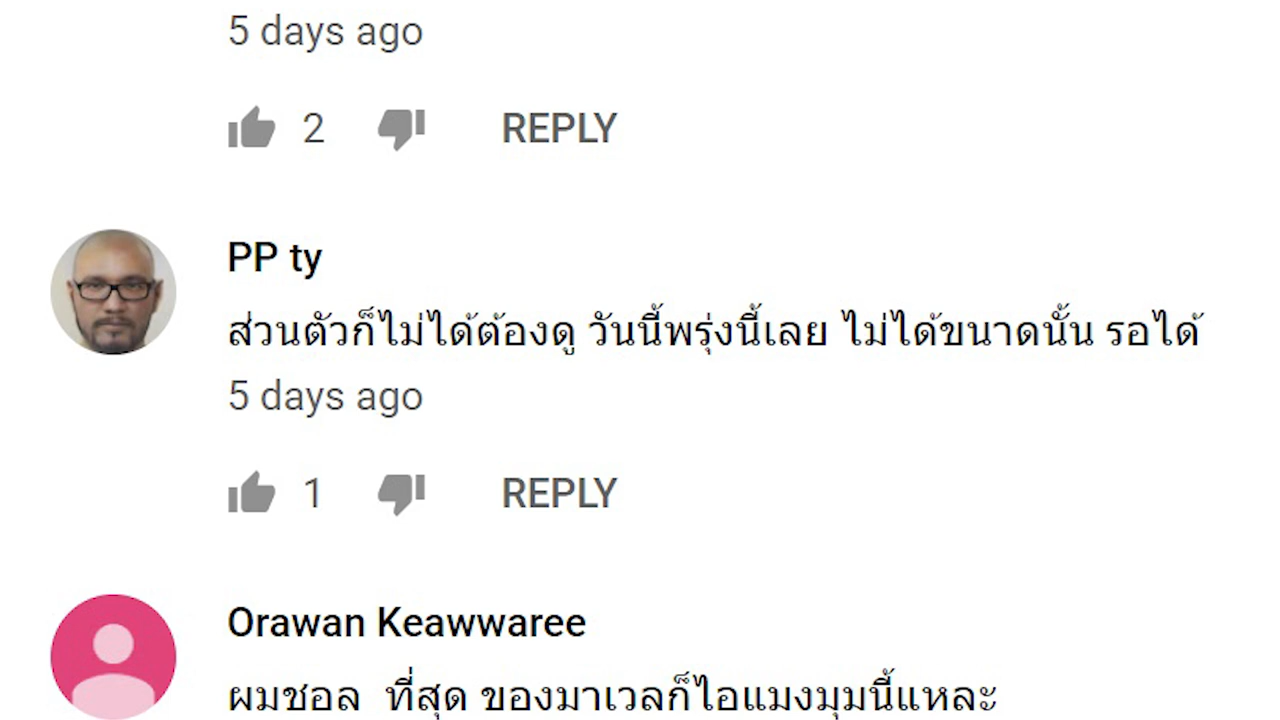 5 days ago
2 REPLY
PP ty
ส่วนตัวก็ไม่ได้ต้องดู วันนี้พรุ่งนี้เลย ไม่ได้ขนาดนั้น รอได้
5 days ago
1 REPLY
Orawan Keawwaree
ผมชอล ที่สุด ของมาเวลก็ไอแมงมุมนี้แหละ